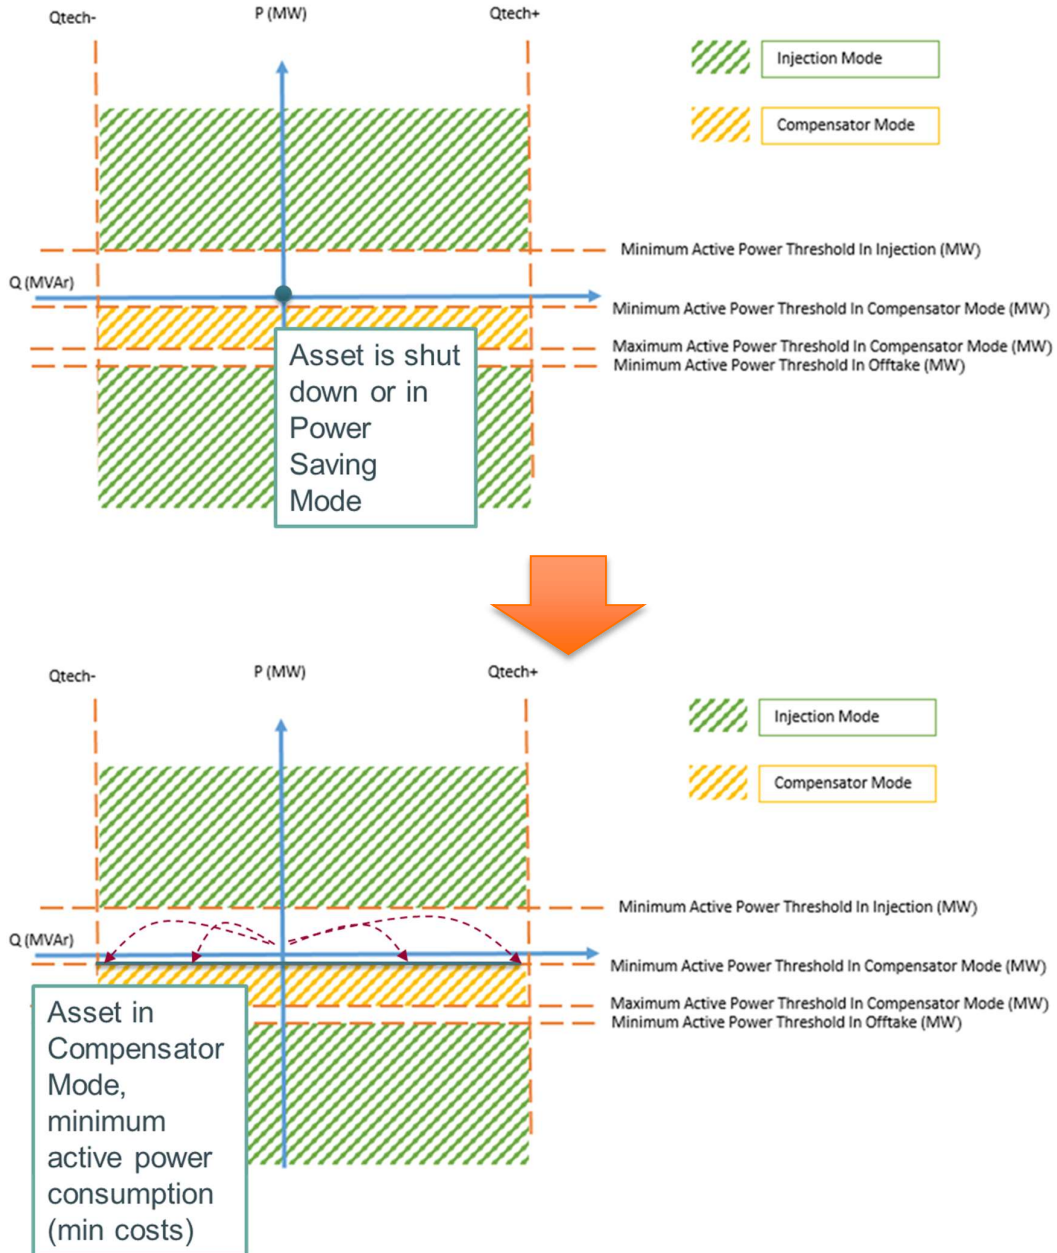 Qtech-
P (MW)
Qtech+
Injection Mode
Compensator Mode
Minimum Active Power Threshold In Injection (MW)
Q (MVAr)
Minimum Active Power Threshold In Compensator Mode (MW)
Maximum Active Power Threshold In Compensator Mode (MW)
Minimum Active Power Threshold In Offtake (MW)
Asset is shut
down or in
Power
Saving
Mode
Qtech-
P (MW)
Qtech+
Injection Mode
Compensator Mode
Minimum Active Power Threshold In Injection (MW)
Q (MVAr)
Minimum Active Power Threshold In Compensator Mode (MW)
Maximum Active Power Threshold In Compensator Mode (MW)
Minimum Active Power Threshold In Offtake (MW)
Asset in
Compensator
Mode,
minimum
active power
consumption
(min costs)